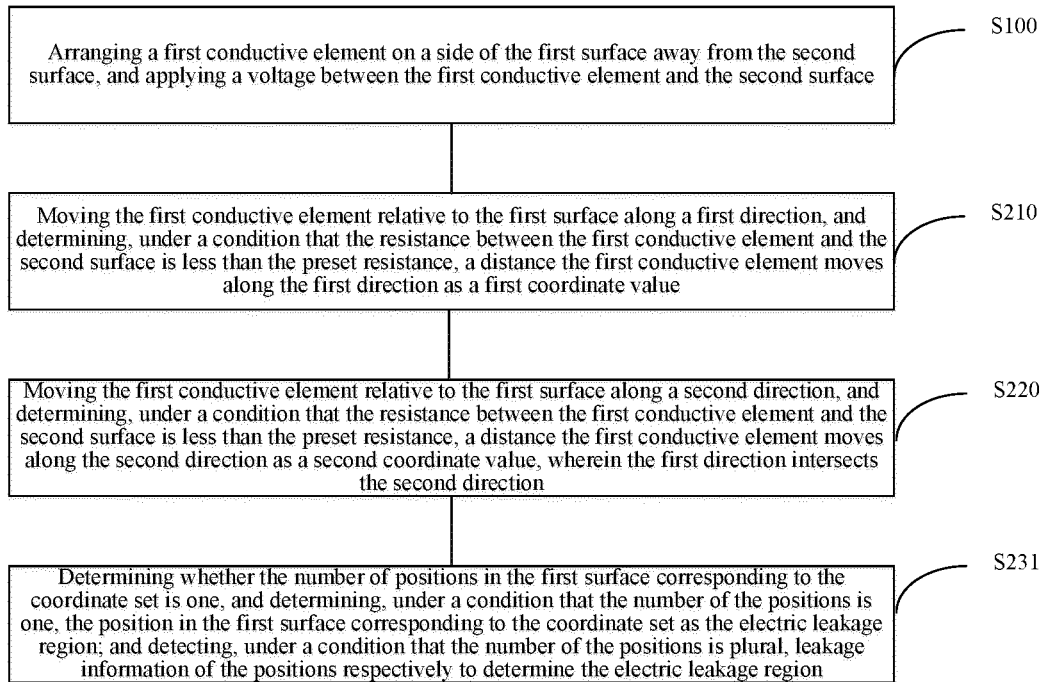 Arranging a first conductive element on a side of the first surface away from the second
surface, and applying a voltage between the first conductive element and the second surface
S100
Moving the first conductive element relative to the first surface along a first direction, and
determining, under a condition that the resistance between the first conductive element and the
second surface is less than the preset resistance, a distance the first conductive element moves
along the first direction as a first coordinate value
S210
Moving the first conductive element relative to the first surface along a second direction, and
determining, under a condition that the resistance between the first conductive element and the
second surface is less than the preset resistance, a distance the first conductive element moves
along the second direction as a second coordinate value, wherein the first direction intersects
the second direction
S220
Determining whether the number of positions in the first surface corresponding to the
coordinate set is one, and determining, under a condition that the number of the positions is
one, the position in the first surface corresponding to the coordinate set as the electric leakage
region; and detecting, under a condition that the number of the positions is plural, leakage
information of the positions respectively to determine the electric leakage region
S231